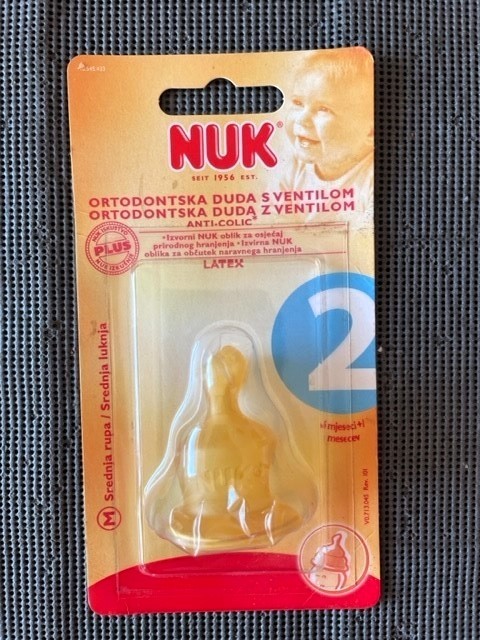 NUK®
SEIT 1956 EST.
ORTODONTSKA DUDA S VENTILOM
ORTODONTSKA DUDA Z VENTILOM
ANTI-COLIC
PLUS
• Izvorni NUK oblik za osjećaj
prirodnog hranjenja • Izvirna NUK
oblika za občutek naravnega hranjenja
LATEX
2
mjeseci +
mesecev
M Srednja rupa / Srednja luknja
NUK